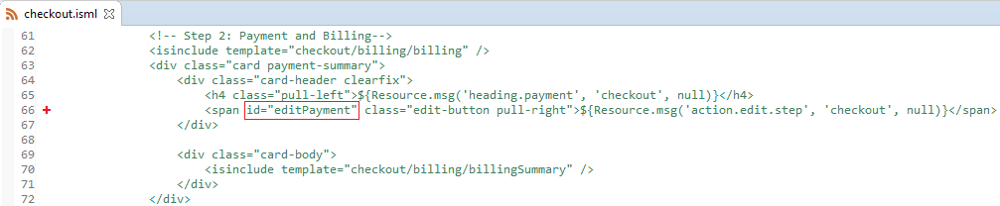 checkout.isml
61 <!-- Step 2: Payment and Billing-->
62 <isinclude template="checkout/billing/billing" />
63 <div class="card payment-summary">
64 <div class="card-header clearfix">
65 <h4 class="pull-left">${Resource.msg('heading.payment', 'checkout', null)}</h4>
66 <span id="editPayment" class="edit-button pull-right">${Resource.msg('action.edit.step', 'checkout', null)}</span>
67 </div>
68
69 <div class="card-body">
70 <isinclude template="checkout/billing/billingSummary" />
71 </div>
72 </div>